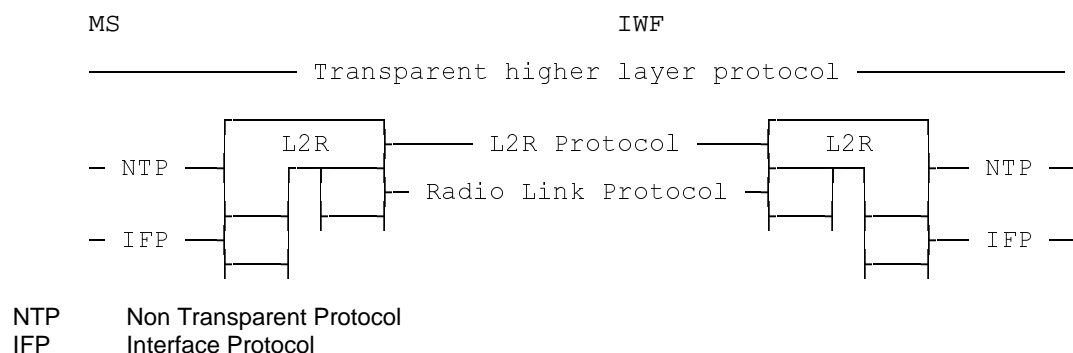 MS IWF
Transparent higher layer protocol
L2R L2R Protocol L2R
NTP NTP
Radio Link Protocol
IFP IFP
NTP Non Transparent Protocol
IFP Interface Protocol